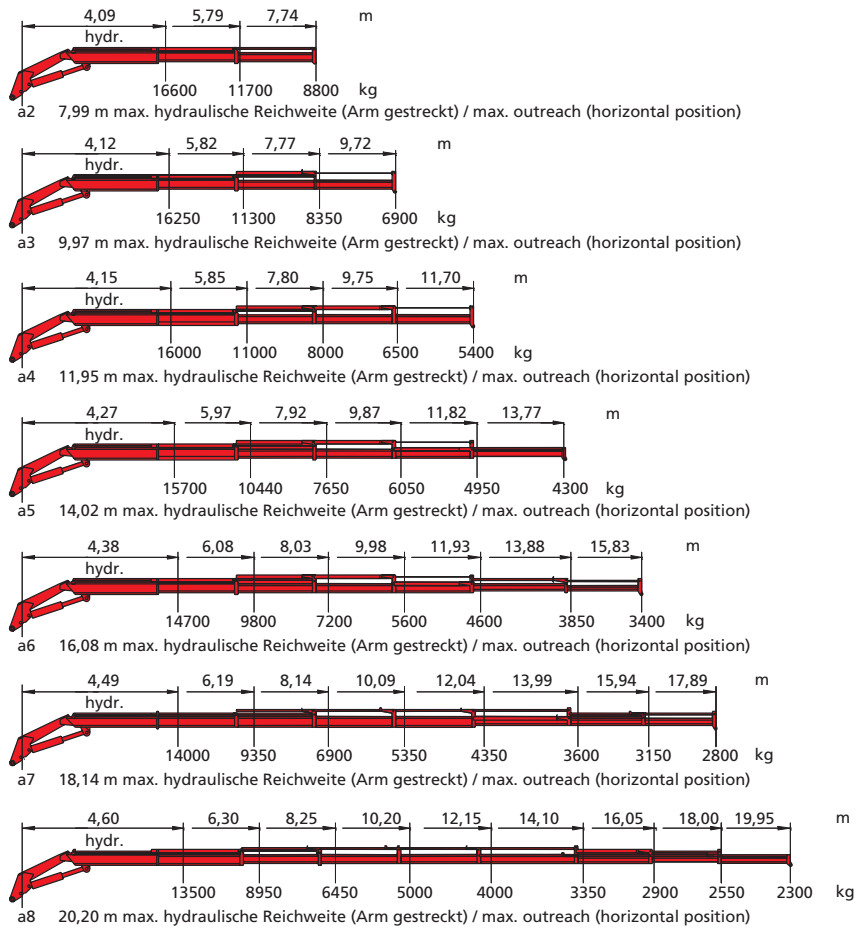 4,09 5,79 7,74 m
hydr.
16600 11700 8800 kg
a2 7,99 m max. hydraulische Reichweite (Arm gestreckt) / max. outreach (horizontal position)
4,12 5,82 7,77 9,72 m
hydr.
16250 11300 8350 6900 kg
a3 9,97 m max. hydraulische Reichweite (Arm gestreckt) / max. outreach (horizontal position)
4,15 5,85 7,80 9,75 11,70 m
hydr.
16000 11000 8000 6500 5400 kg
a4 11,95 m max. hydraulische Reichweite (Arm gestreckt) / max. outreach (horizontal position)
4,27 5,97 7,92 9,87 11,82 13,77 m
hydr.
15700 10440 7650 6050 4950 4300 kg
a5 14,02 m max. hydraulische Reichweite (Arm gestreckt) / max. outreach (horizontal position)
4,38 6,08 8,03 9,98 11,93 13,88 15,83 m
hydr.
14700 9800 7200 5600 4600 3850 3400 kg
a6 16,08 m max. hydraulische Reichweite (Arm gestreckt) / max. outreach (horizontal position)
4,49 6,19 8,14 10,09 12,04 13,99 15,94 17,89 m
hydr.
14000 9350 6900 5350 4350 3600 3150 2800 kg
a7 18,14 m max. hydraulische Reichweite (Arm gestreckt) / max. outreach (horizontal position)
4,60 6,30 8,25 10,20 12,15 14,10 16,05 18,00 19,95 m
hydr.
13500 8950 6450 5000 4000 3350 2900 2550 2300 kg
a8 20,20 m max. hydraulische Reichweite (Arm gestreckt) / max. outreach (horizontal position)